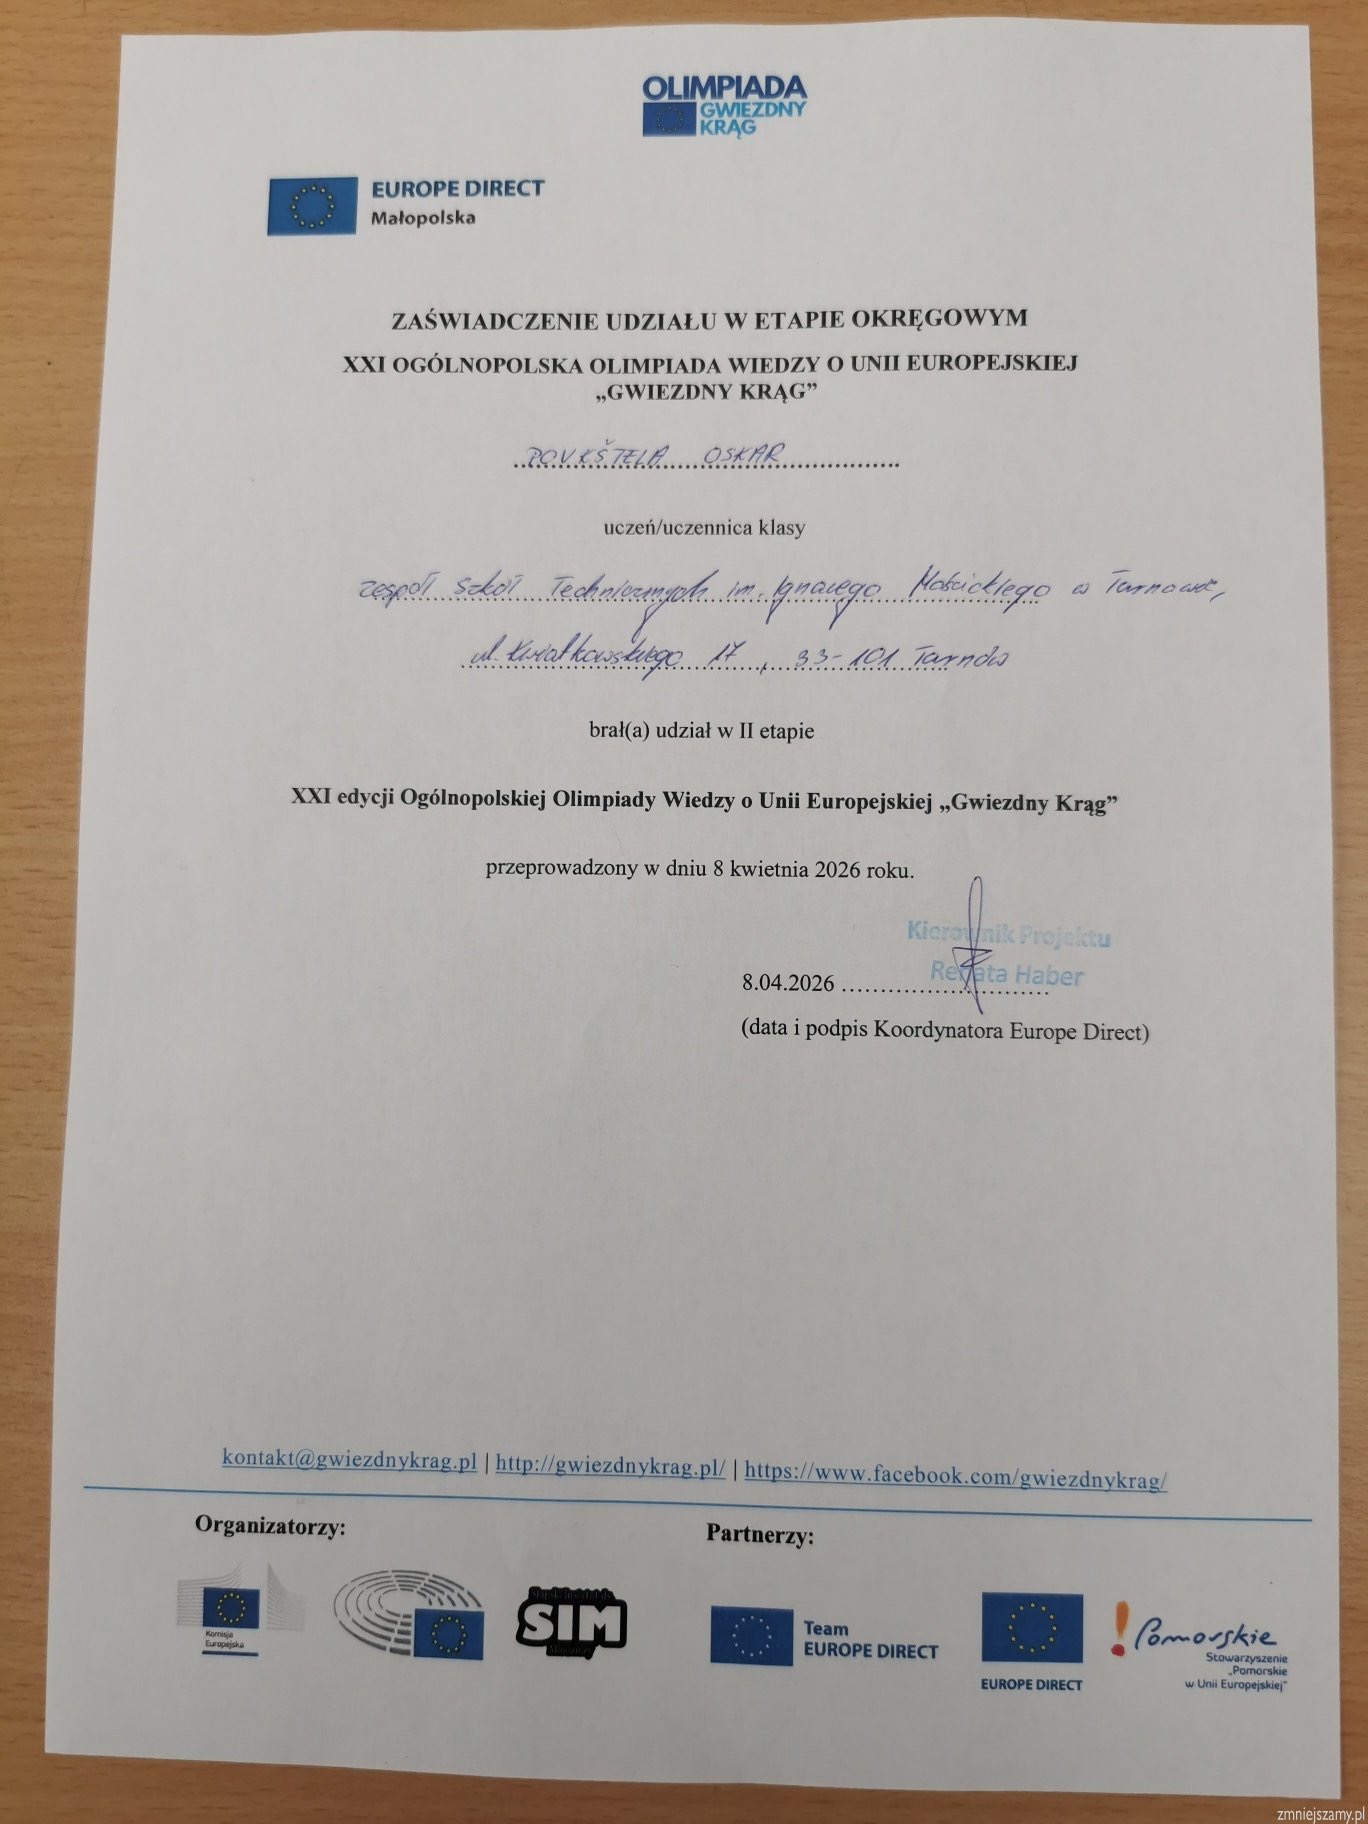 OLIMPIADA
GWIEZDNY
KRĄG
EUROPE DIRECT
Małopolska
ZAŚWIADCZENIE UDZIAŁU W ETAPIE OKRĘGOWYM
XXI OGÓLNOPOLSKA OLIMPIADA WIEDZY O UNII EUROPEJSKIEJ
„GWIEZDNY KRĄG”
POVKŠTELA OSKAR
uczeń/uczennica klasy
Zespół Szkół Technicznych im. Ignacego Mościckiego w Tarnowie,
ul. Kwiatkowskiego 17, 33-101 Tarnów
brał(a) udział w II etapie
XXI edycji Ogólnopolskiej Olimpiady Wiedzy o Unii Europejskiej „Gwiezdny Krąg”
przeprowadzony w dniu 8 kwietnia 2026 roku.
Kierownik Projektu
Renata Haber
8.04.2026 ..............................
(data i podpis Koordynatora Europe Direct)
kontakt@gwiezdnykrag.pl | http://gwiezdnykrag.pl/ | https://www.facebook.com/gwiezdnykrag/
Organizatorzy: Partnerzy:
Komisja
Europejska
SIM
Team
EUROPE DIRECT
EUROPE DIRECT
Pomorskie
Stowarzyszenie
„Pomorskie
w Unii Europejskiej”
zmniejszamy.pl